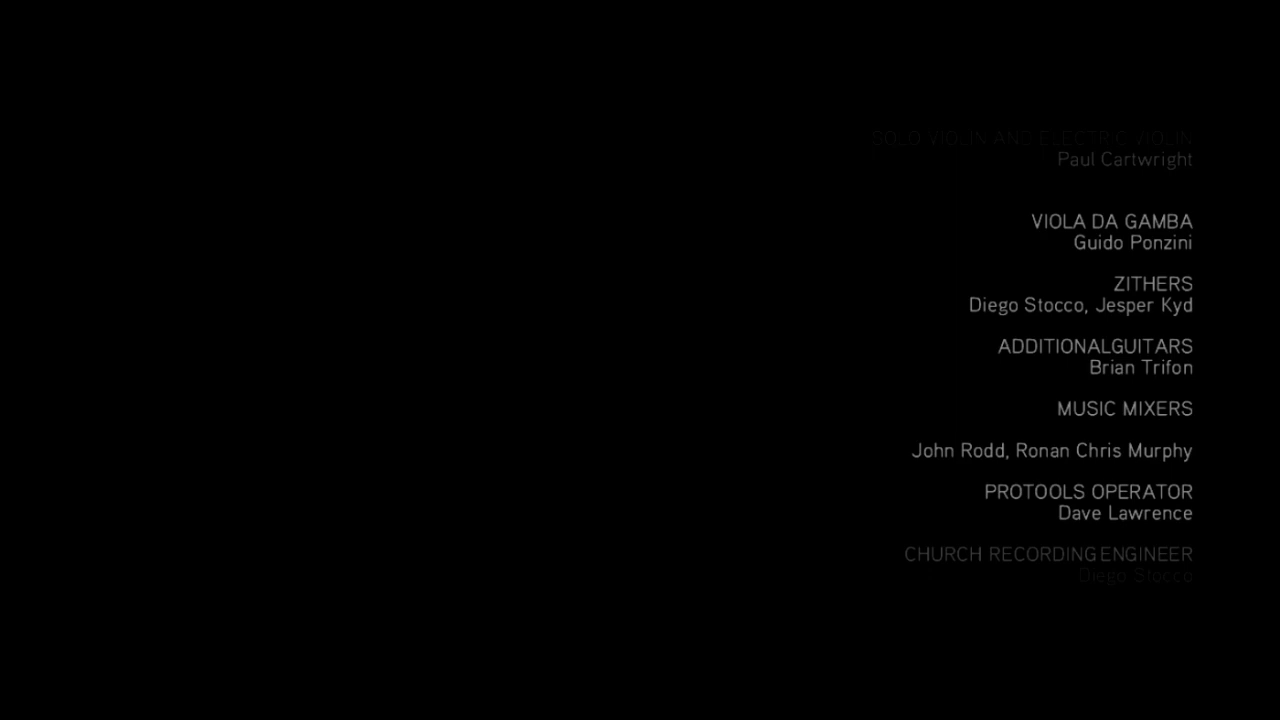 SOLO VIOLIN AND ELECTRIC VIOLIN
Paul Cartwright
VIOLA DA GAMBA
Guido Ponzini
ZITHERS
Diego Stocco, Jesper Kyd
ADDITIONALGUITARS
Brian Trifon
MUSIC MIXERS
John Rodd, Ronan Chris Murphy
PROTOOLS OPERATOR
Dave Lawrence
CHURCH RECORDING ENGINEER
Diego Stocco